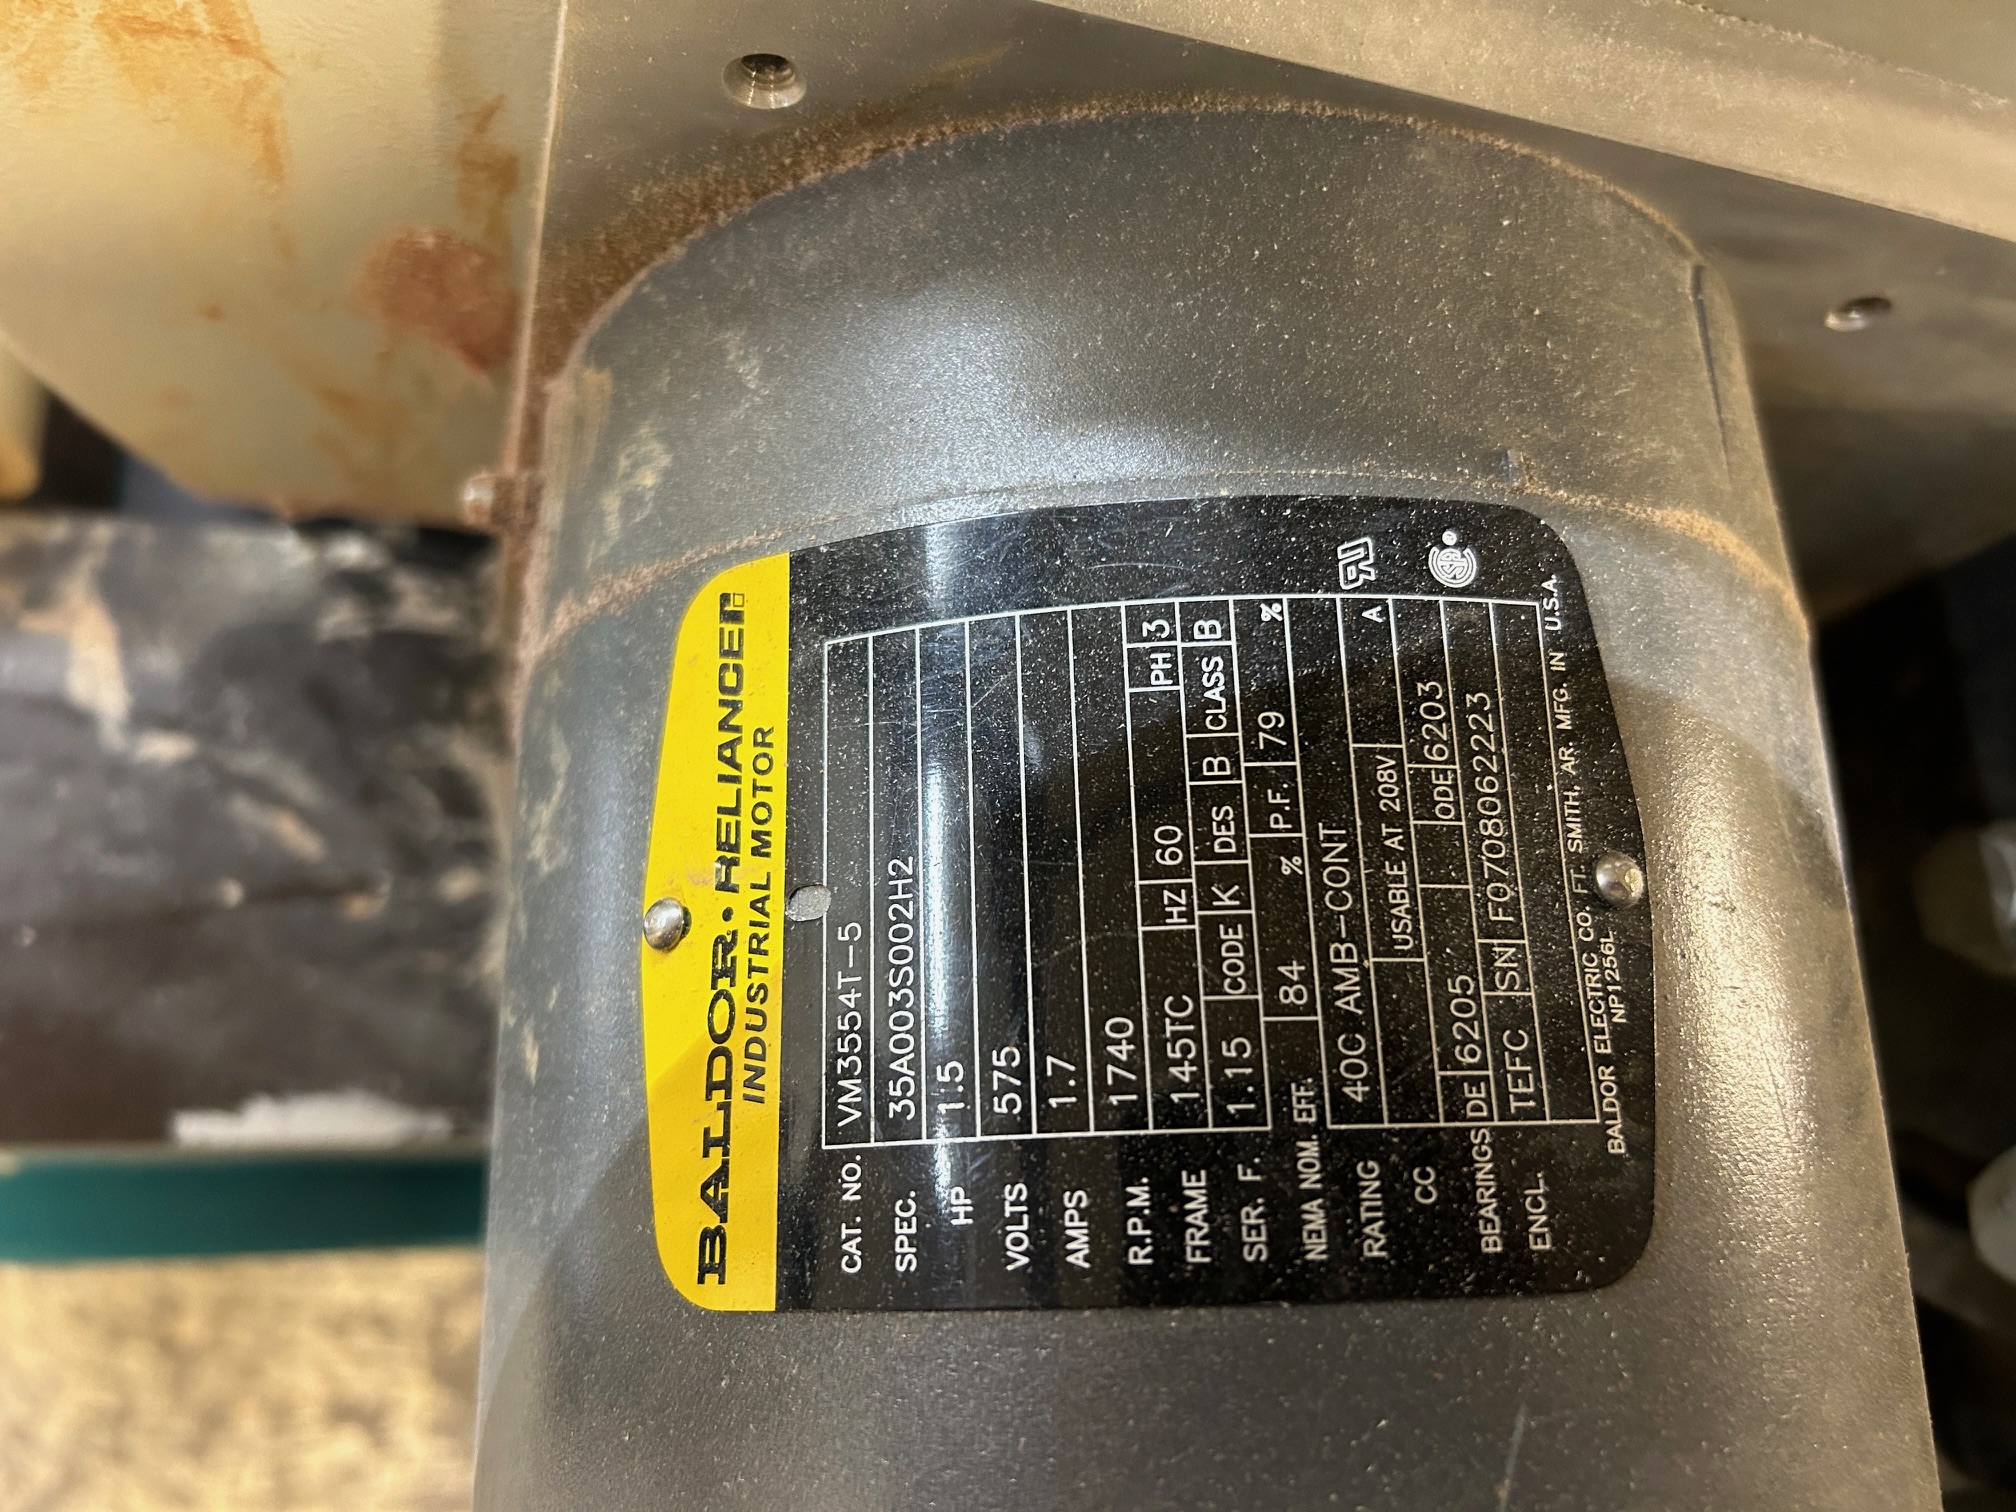 BALDOR • RELIANCER
INDUSTRIAL MOTOR
CAT. NO. VM3554T-5
SPEC. 35A003S002H2
HP 1.5
VOLTS 575
AMPS 1.7
R.P.M. 1740
FRAME 145TC HZ 60 PH 3
SER. F. 1.15 CODE K DES B CLASS B
NEMA NOM. EFF. 84 % P.F. 79 %
RATING 40C AMB-CONT
CC USABLE AT 208V A
BEARINGS DE 6205 ODE 6203
ENCL. TEFC SN F0708062223
BALDOR ELECTRIC CO. FT. SMITH, AR. MFG. IN U.S.A.
NP1256L